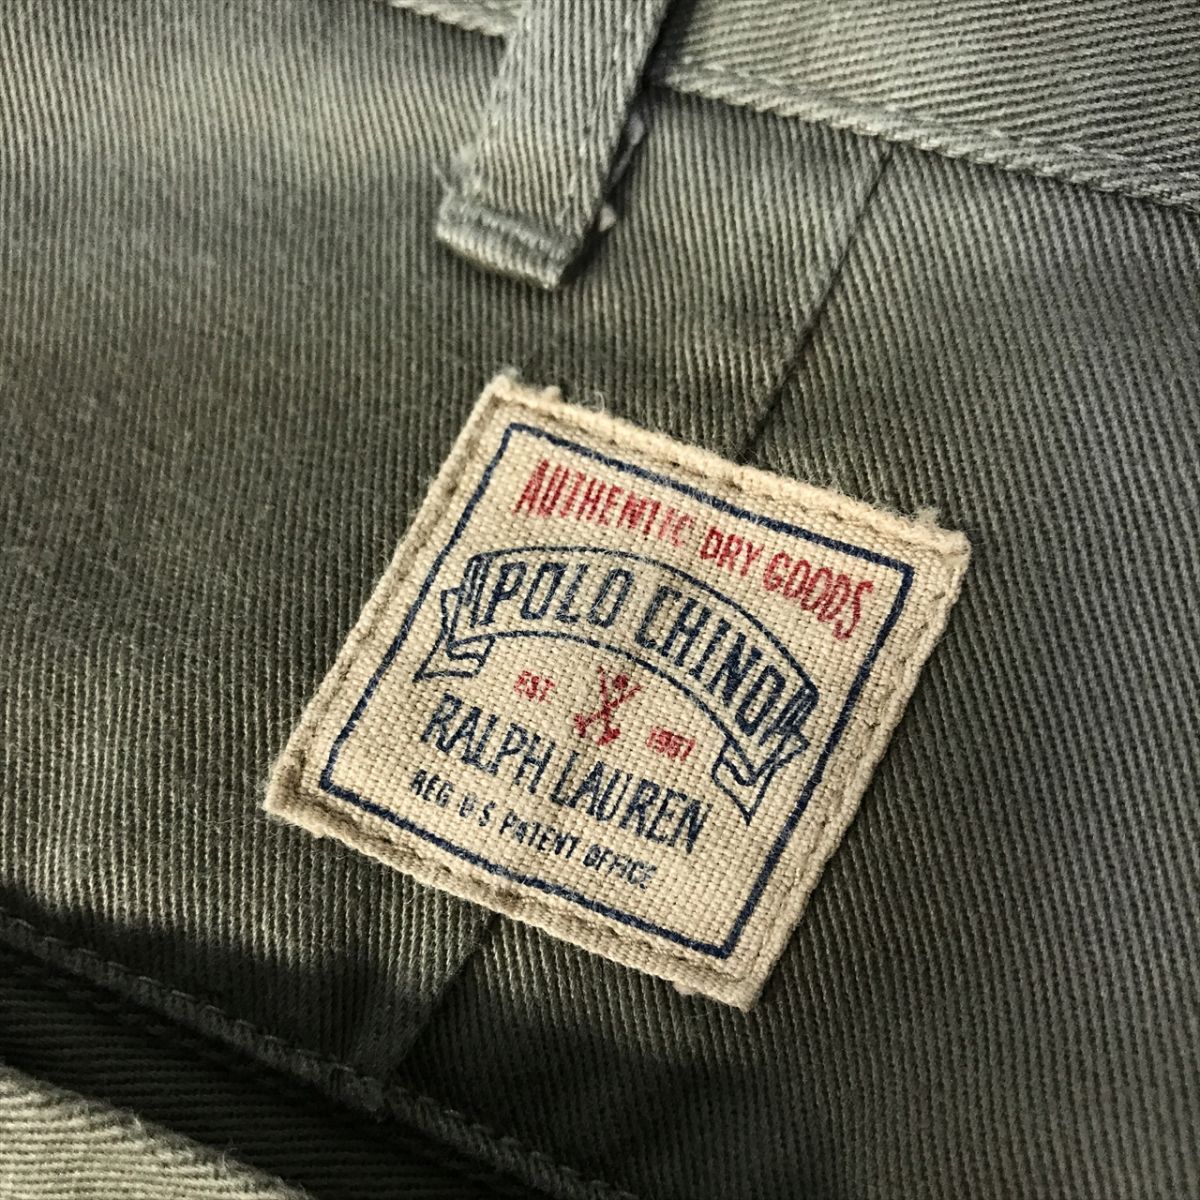 AUTHENTIC DRY GOODS
POLO CHINO
EST. 1967
RALPH LAUREN
REG U·S PATENT OFFICE